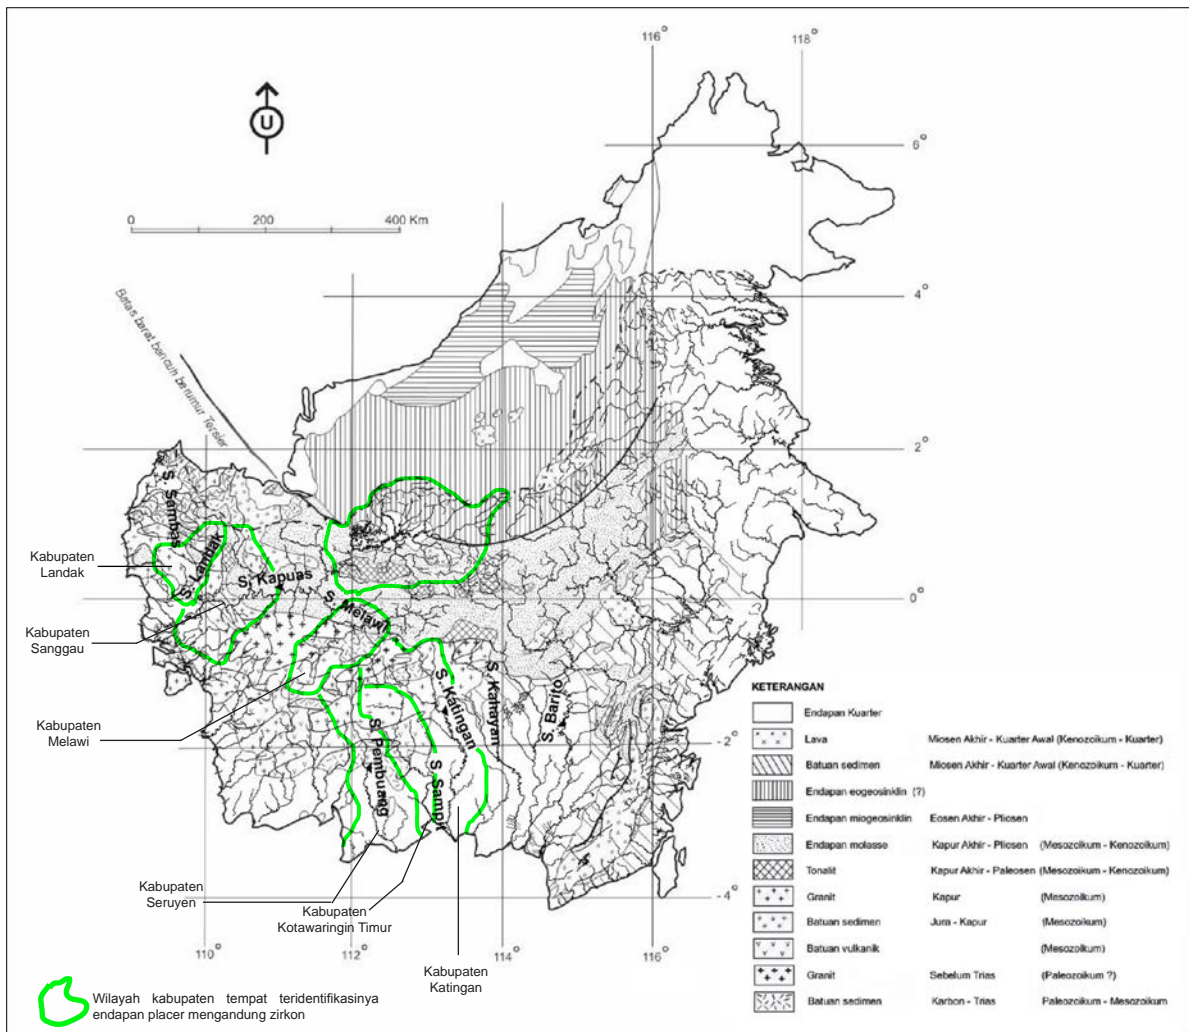 116°
118°
U
0
200
400 Km
6°
4°
2°
0°
-2°
-4°
Batas barat bancuh berumur Tersier
S. Sambas
S. Landak
S. Kapuas
S. Melawi
S. Katingan
S. Kahayan
S. Barito
S. Pembuang
S. Sampit
Kabupaten
Landak
Kabupaten
Sanggau
Kabupaten
Melawi
Kabupaten
Seruyen
Kabupaten
Kotawaringin Timur
Kabupaten
Katingan
110°
112°
114°
116°
KETERANGAN
Endapan Kuarter
Lava Miosen Akhir - Kuarter Awal (Kenozoikum - Kuarter)
Batuan sedimen Miosen Akhir - Kuarter Awal (Kenozoikum - Kuarter)
Endapan eogeosinklin (?)
Endapan miogeosinklin Eosen Akhir - Pliosen
Endapan molasse Kapur Akhir - Pliosen (Mesozoikum - Kenozoikum)
Tonalit Kapur Akhir - Paleosen (Mesozoikum - Kenozoikum)
Granit Kapur (Mesozoikum)
Batuan sedimen Jura - Kapur (Mesozoikum)
Batuan vulkanik (Mesozoikum)
Granit Sebelum Trias (Paleozoikum ?)
Batuan sedimen Karbon - Trias Paleozoikum - Mesozoikum
Wilayah kabupaten tempat teridentifikasinya
endapan placer mengandung zirkon